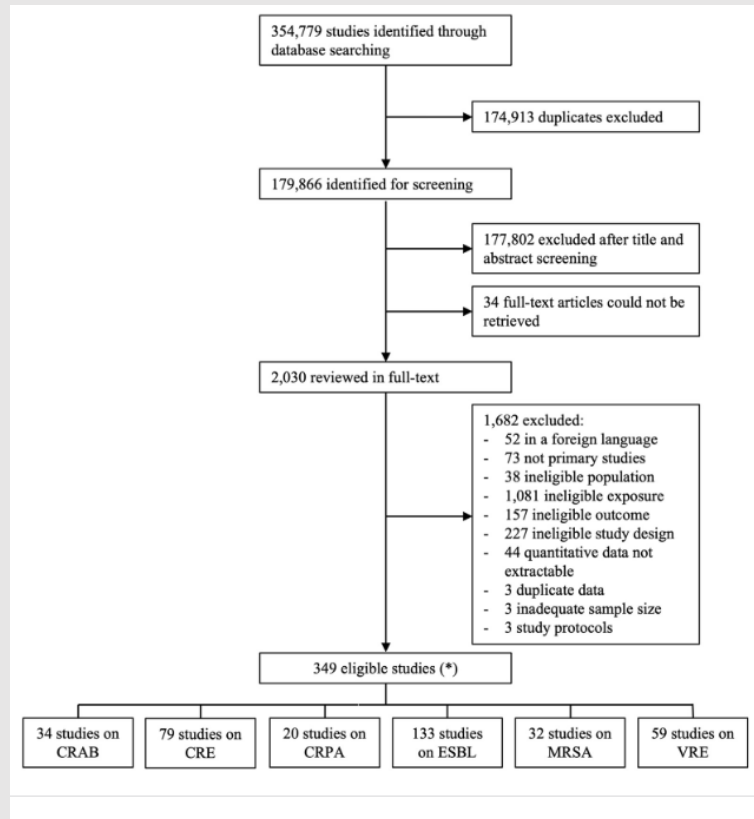 354,779 studies identified through
database searching
174,913 duplicates excluded
179,866 identified for screening
177,802 excluded after title and
abstract screening
34 full-text articles could not be
retrieved
2,030 reviewed in full-text
1,682 excluded:
- 52 in a foreign language
- 73 not primary studies
- 38 ineligible population
- 1,081 ineligible exposure
- 157 ineligible outcome
- 227 ineligible study design
- 44 quantitative data not
extractable
- 3 duplicate data
- 3 inadequate sample size
- 3 study protocols
349 eligible studies (*)
34 studies on
CRAB
79 studies on
CRE
20 studies on
CRPA
133 studies
on ESBL
32 studies on
MRSA
59 studies on
VRE